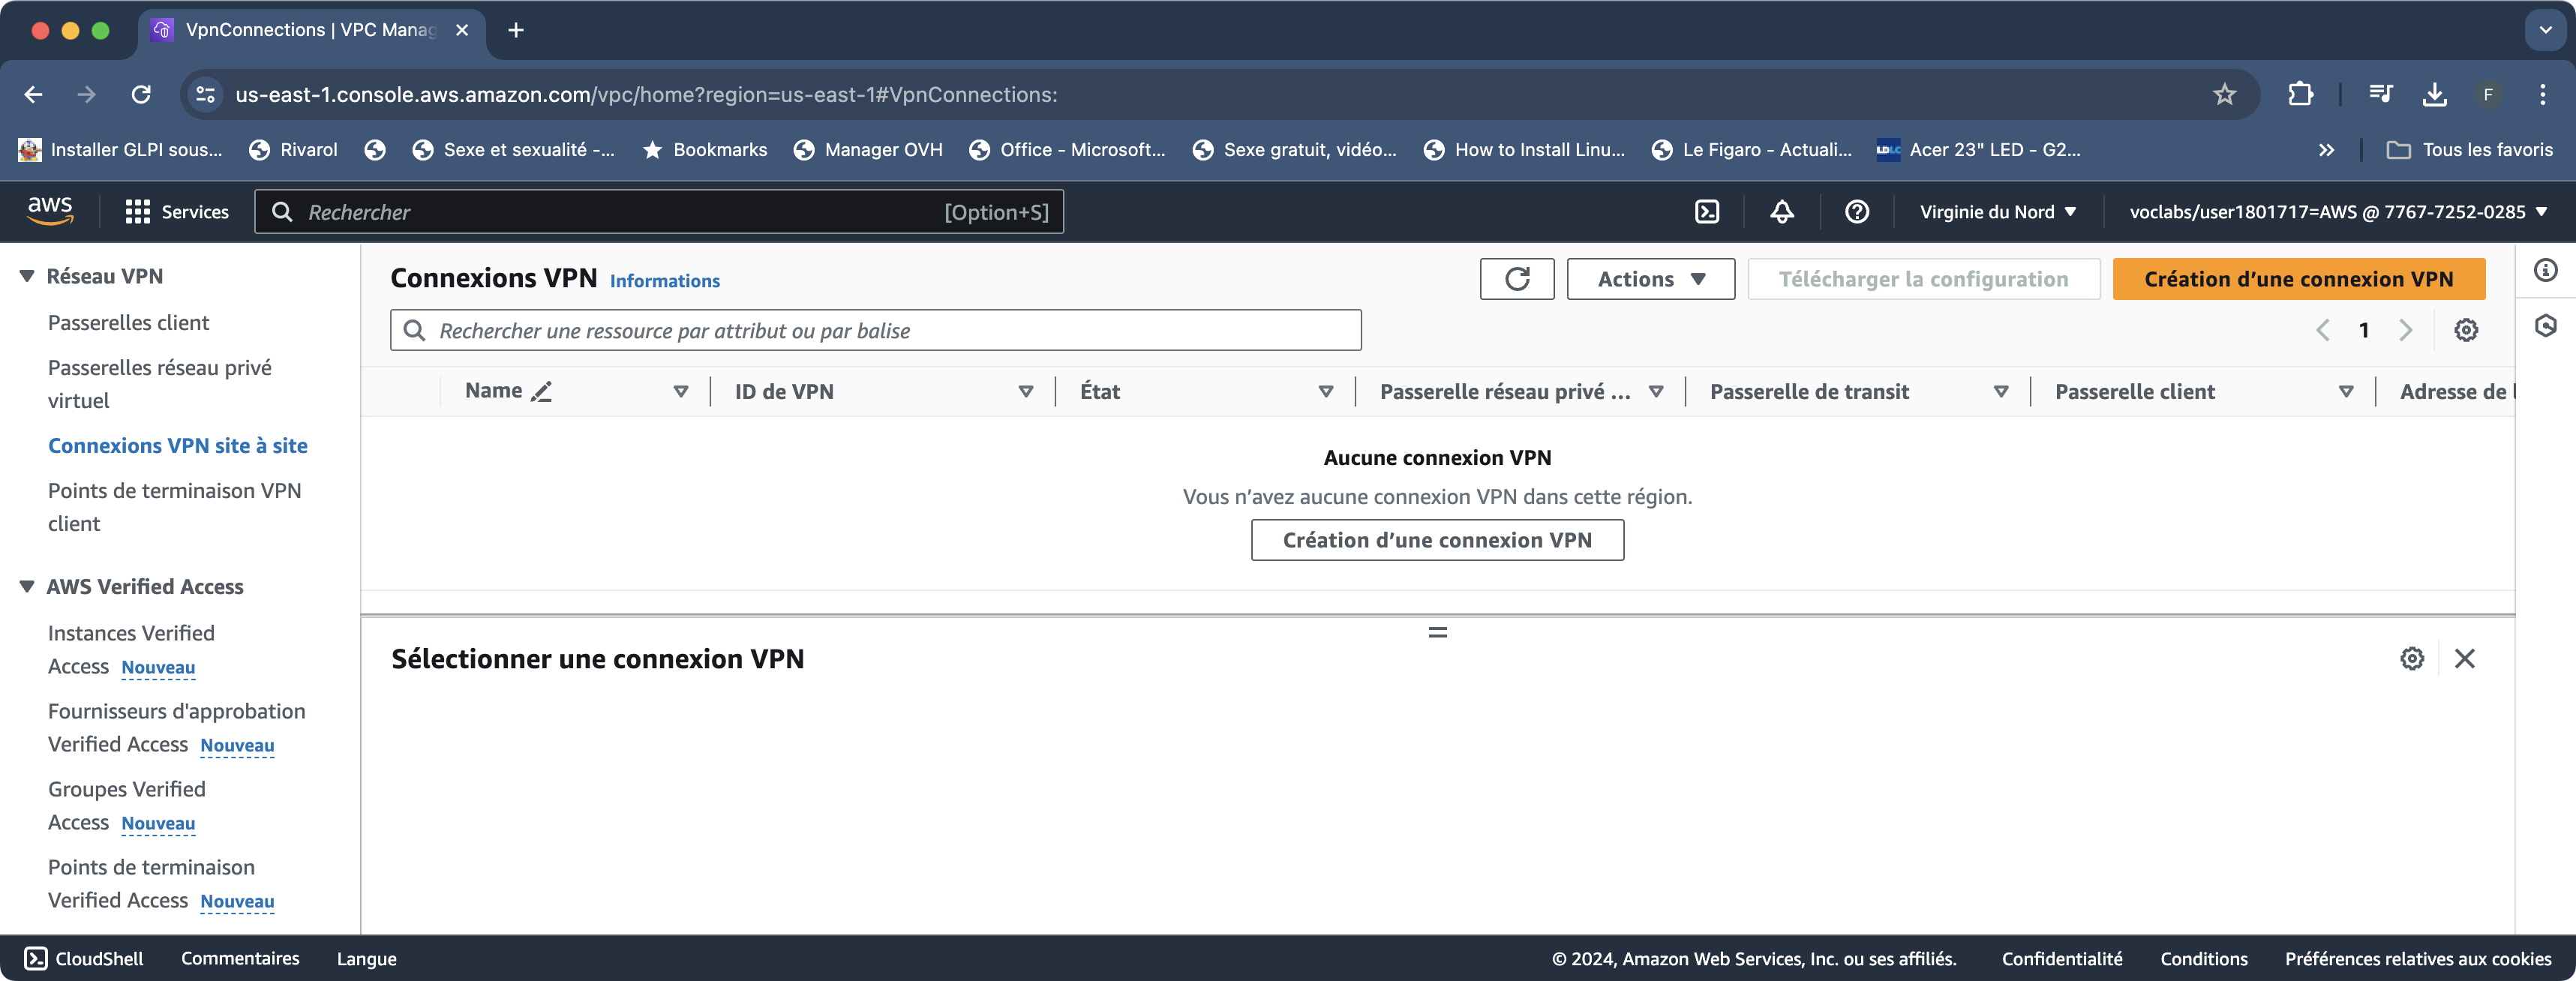 VpnConnections | VPC Manag
us-east-1.console.aws.amazon.com/vpc/home?region=us-east-1#VpnConnections:
F
Installer GLPI sous... Rivarol Sexe et sexualité -... Bookmarks Manager OVH Office - Microsoft... Sexe gratuit, vidéo... How to Install Linu... Le Figaro - Actuali... LDLC Acer 23" LED - G2... Tous les favoris
aws Services Rechercher [Option+S] Virginie du Nord voclabs/user1801717=AWS @ 7767-7252-0285
Réseau VPN
Passerelles client
Passerelles réseau privé
virtuel
Connexions VPN site à site
Points de terminaison VPN
client
AWS Verified Access
Instances Verified
Access Nouveau
Fournisseurs d'approbation
Verified Access Nouveau
Groupes Verified
Access Nouveau
Points de terminaison
Verified Access Nouveau
Connexions VPN Informations Actions Télécharger la configuration Création d’une connexion VPN
Rechercher une ressource par attribut ou par balise 1
Name ID de VPN État Passerelle réseau privé ... Passerelle de transit Passerelle client Adresse de
Aucune connexion VPN
Vous n’avez aucune connexion VPN dans cette région.
Création d’une connexion VPN
Sélectionner une connexion VPN
CloudShell Commentaires Langue © 2024, Amazon Web Services, Inc. ou ses affiliés. Confidentialité Conditions Préférences relatives aux cookies